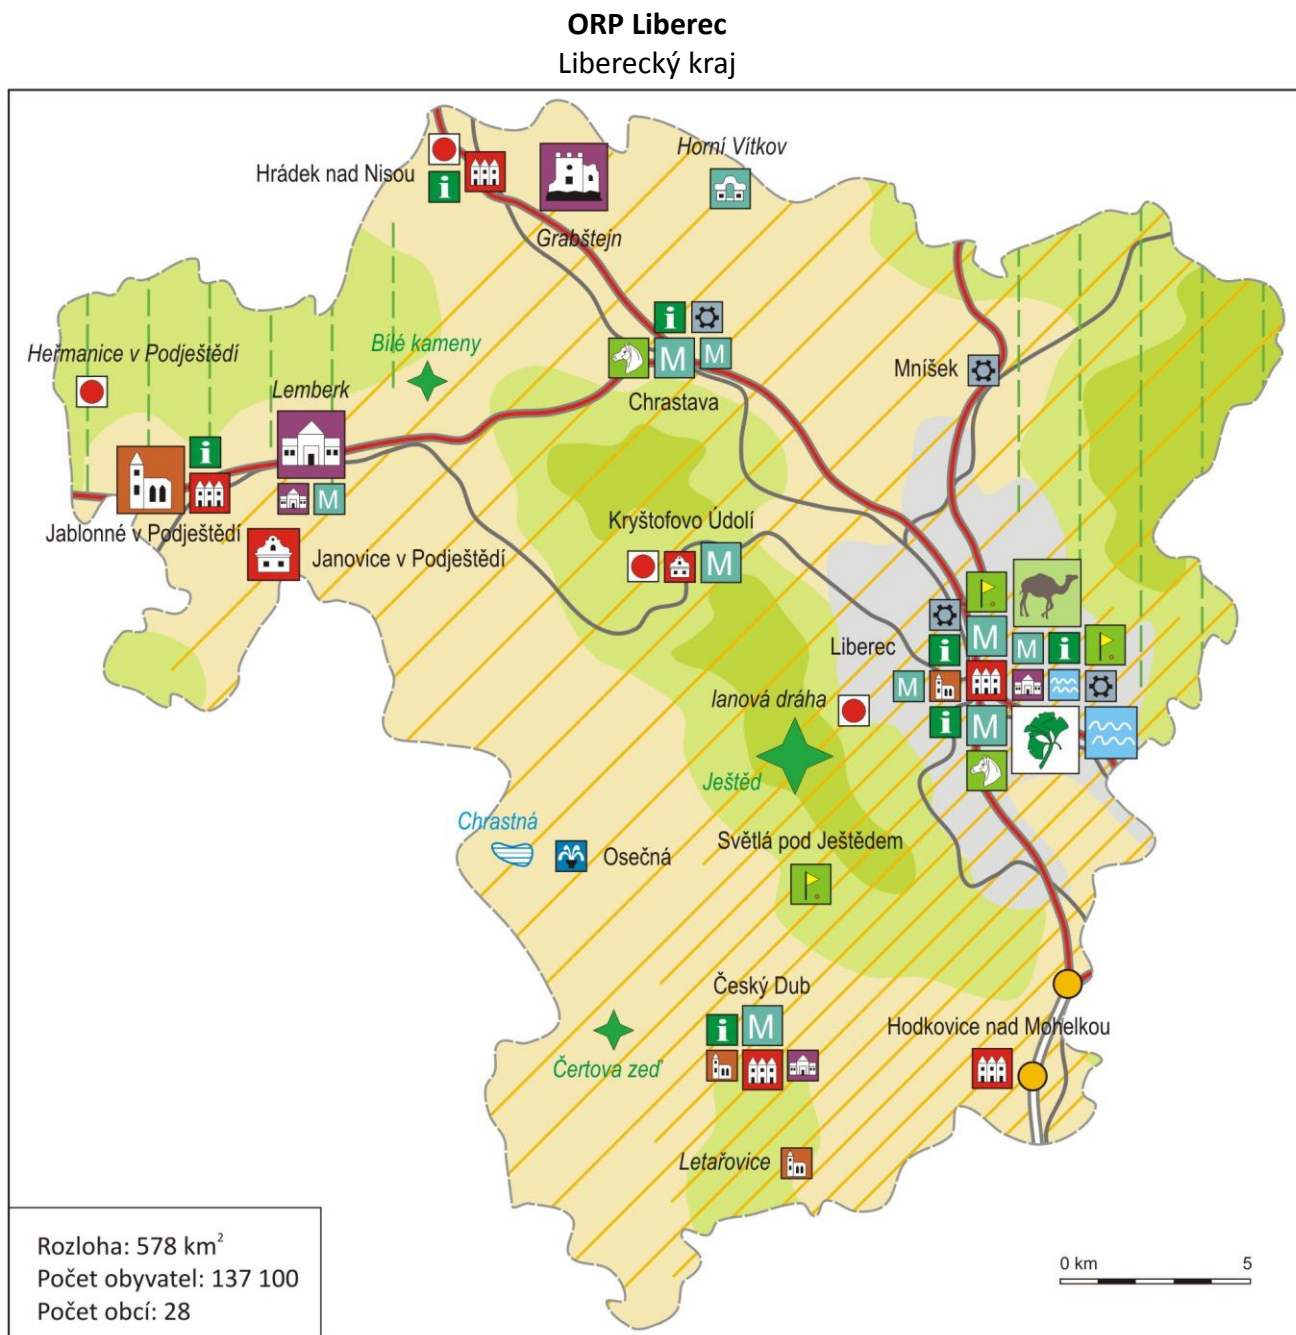 ORP Liberec
Liberecký kraj
Horní Vítkov
Hrádek nad Nisou
i
Grabštejn
i
Bílé kameny
M
M
Heřmanice v Podještědí
Mníšek
Lemberk
Chrastava
i
M
Kryštofovo Údolí
Jablonné v Podještědí
Janovice v Podještědí
M
Liberec
i
M
M
i
M
lanová dráha
i
M
Ještěd
Chrastná
Světlá pod Ještědem
Osečná
Český Dub
i
M
Hodkovice nad Mohelkou
Čertova zeď
Letařovice
Rozloha: 578 km²
Počet obyvatel: 137 100
Počet obcí: 28
0 km 5